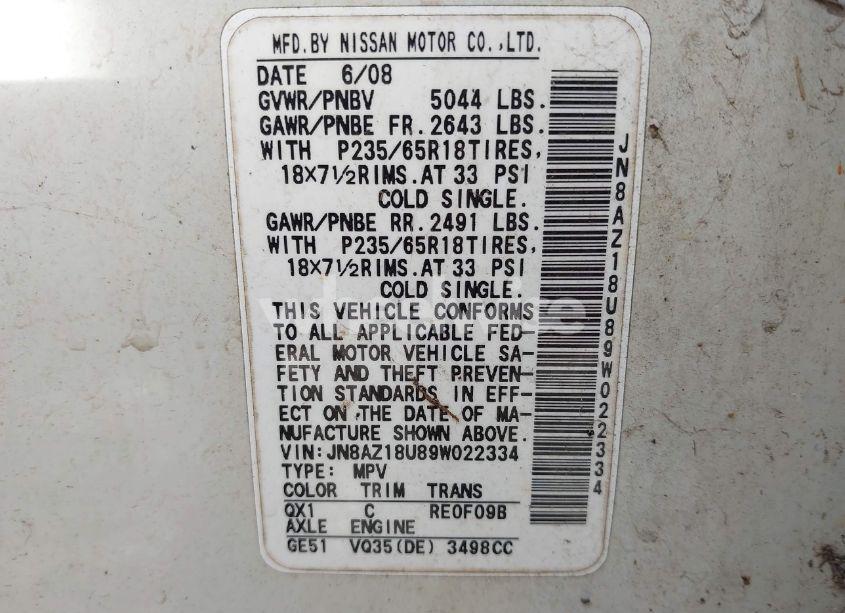 MFD.BY NISSAN MOTOR CO.,LTD.
DATE 6/08
GVWR/PNBV 5044 LBS.
GAWR/PNBE FR.2643 LBS.
WITH P235/65R18TIRES,
18×7½RIMS.AT 33 PSI
COLD SINGLE.
GAWR/PNBE RR.2491 LBS.
WITH P235/65R18TIRES,
18×7½RIMS.AT 33 PSI
COLD SINGLE.
THIS VEHICLE CONFORMS
TO ALL APPLICABLE FED-
ERAL MOTOR VEHICLE SA-
FETY AND THEFT PREVEN-
TION STANDARDS IN EFF-
ECT ON THE DATE OF MA-
NUFACTURE SHOWN ABOVE.
VIN:JN8AZ18U89W022334
TYPE: MPV
COLOR TRIM TRANS
QX1 C RE0F09B
AXLE ENGINE
GE51 VQ35(DE) 3498CC
JN8AZ18U89W022334